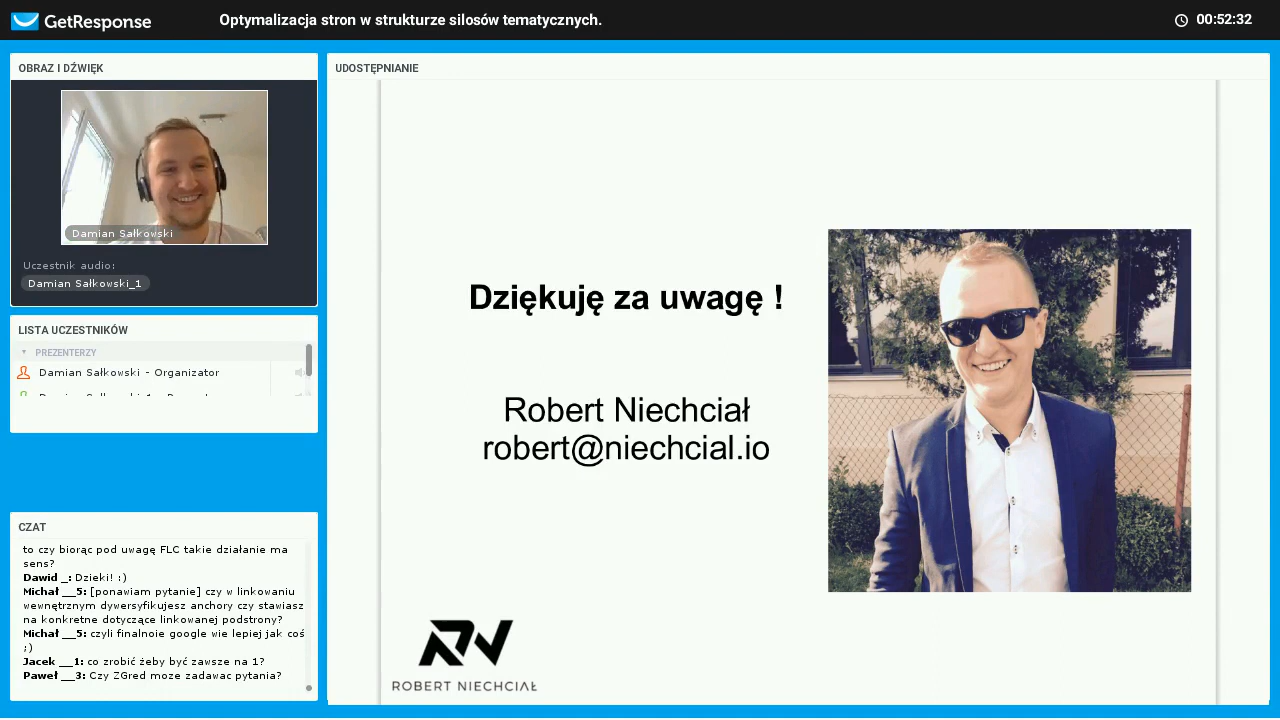 GetResponse
Optymalizacja stron w strukturze silosów tematycznych.
00:52:32
OBRAZ I DŹWIĘK
Damian Sałkowski
Uczestnik audio:
Damian Sałkowski_1
LISTA UCZESTNIKÓW
PREZENTERZY
Damian Sałkowski - Organizator
CZAT
to czy biorąc pod uwagę FLC takie działanie ma
sens?
Dawid _: Dzieki! :)
Michał __5: [ponawiam pytanie] czy w linkowaniu
wewnętrznym dywersyfikujesz anchory czy stawiasz
na konkretne dotyczące linkowanej podstrony?
Michał __5: czyli finalnoie google wie lepiej jak coś
;)
Jacek __1: co zrobić żeby być zawsze na 1?
Paweł __3: Czy ZGred moze zadawac pytania?
UDOSTĘPNIANIE
Dziękuję za uwagę !
Robert Niechciał
robert@niechcial.io
ROBERT NIECHCIAŁ